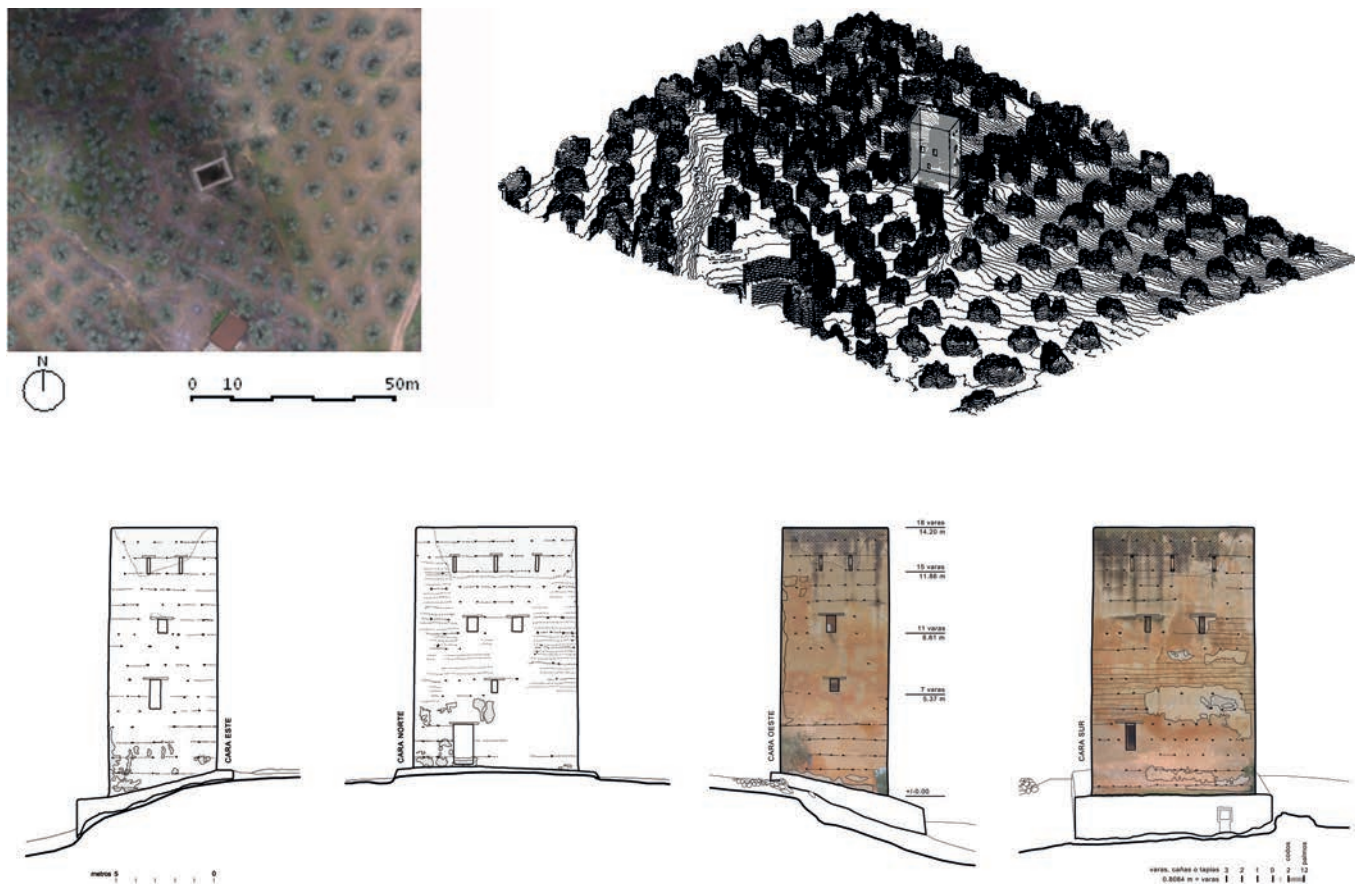 N
0 10 50m
18 varas
14.20 m
15 varas
11.86 m
11 varas
8.61 m
7 varas
5.37 m
+/-0.00
CARA ESTE
CARA NORTE
CARA OESTE
CARA SUR
metros 5 0
codos
palmos
varas, cañas o tapias 3 2 1 0 2 12
0.8084 m = varas